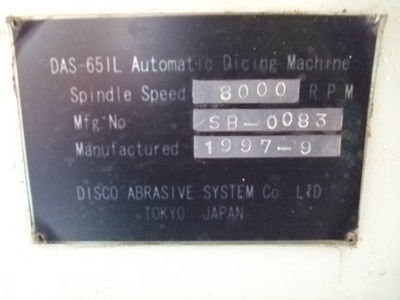 DAS-651L Automatic Dicing Machine
Spindle Speed 8000 RPM
Mfg.No SB-0083
Manufactured 1997-9
DISCO ABRASIVE SYSTEM Co. LTD
TOKYO JAPAN